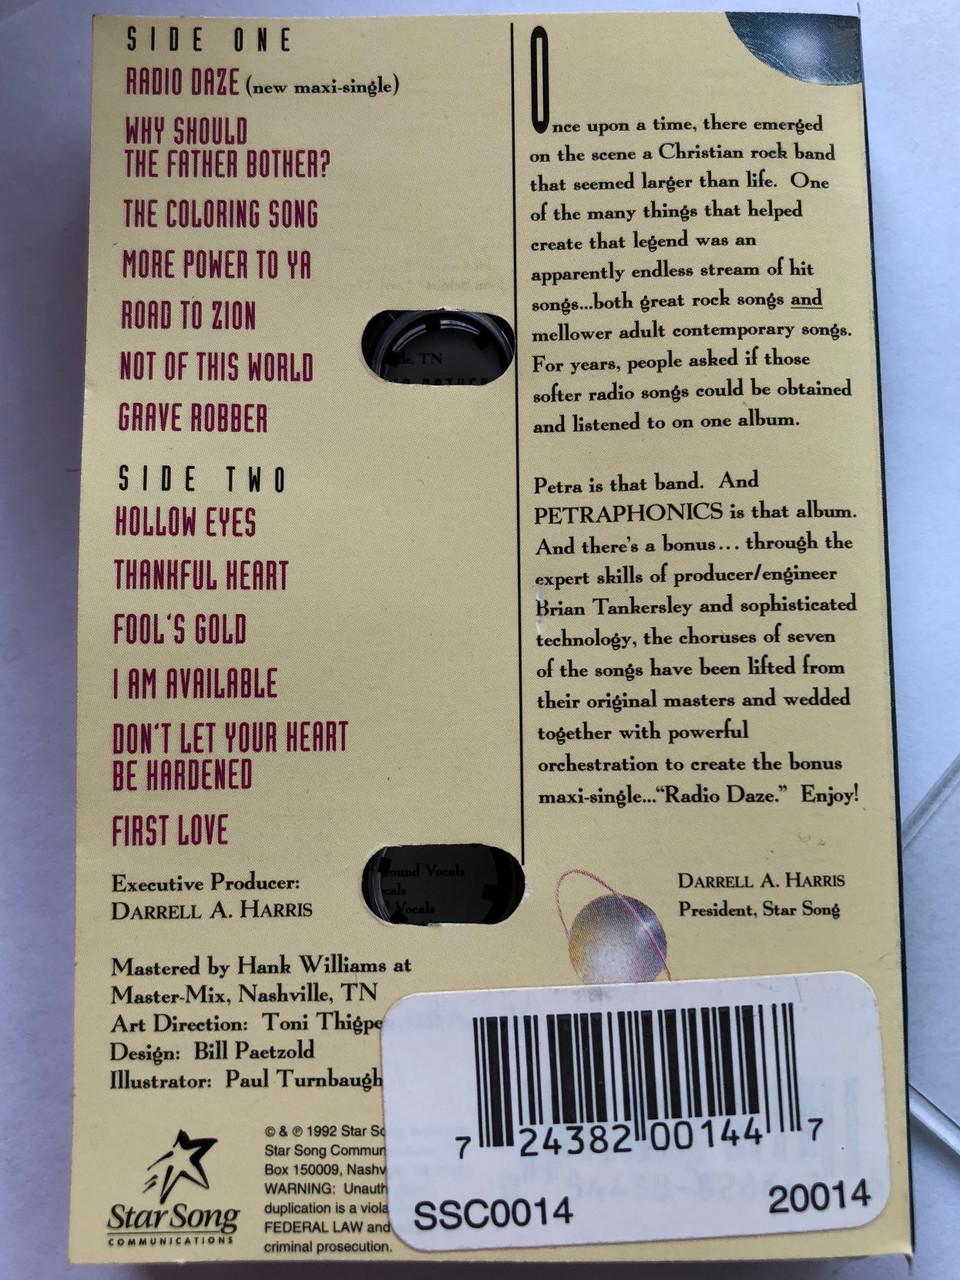 SIDE ONE
RADIO DAZE (new maxi-single)
WHY SHOULD
THE FATHER BOTHER?
THE COLORING SONG
MORE POWER TO YA
ROAD TO ZION
NOT OF THIS WORLD
GRAVE ROBBER
SIDE TWO
HOLLOW EYES
THANKFUL HEART
FOOL'S GOLD
I AM AVAILABLE
DON'T LET YOUR HEART
BE HARDENED
FIRST LOVE
Executive Producer:
DARRELL A. HARRIS
Mastered by Hank Williams at
Master-Mix, Nashville, TN
Art Direction: Toni Thigpe
Design: Bill Paetzold
Illustrator: Paul Turnbaugh
Star Song
COMMUNICATIONS
© & ℗ 1992 Star So
Star Song Commun
Box 150009, Nashv
WARNING: Unauth
duplication is a viola
FEDERAL LAW and
criminal prosecution.
Once upon a time, there emerged
on the scene a Christian rock band
that seemed larger than life. One
of the many things that helped
create that legend was an
apparently endless stream of hit
songs...both great rock songs and
mellower adult contemporary songs.
For years, people asked if those
softer radio songs could be obtained
and listened to on one album.
Petra is that band. And
PETRAPHONICS is that album.
And there's a bonus... through the
expert skills of producer/engineer
Brian Tankersley and sophisticated
technology, the choruses of seven
of the songs have been lifted from
their original masters and wedded
together with powerful
orchestration to create the bonus
maxi-single..."Radio Daze." Enjoy!
DARRELL A. HARRIS
President, Star Song
, TN
ound Vocals
cals
Vocals
7 24382 00144 7
SSC0014 20014